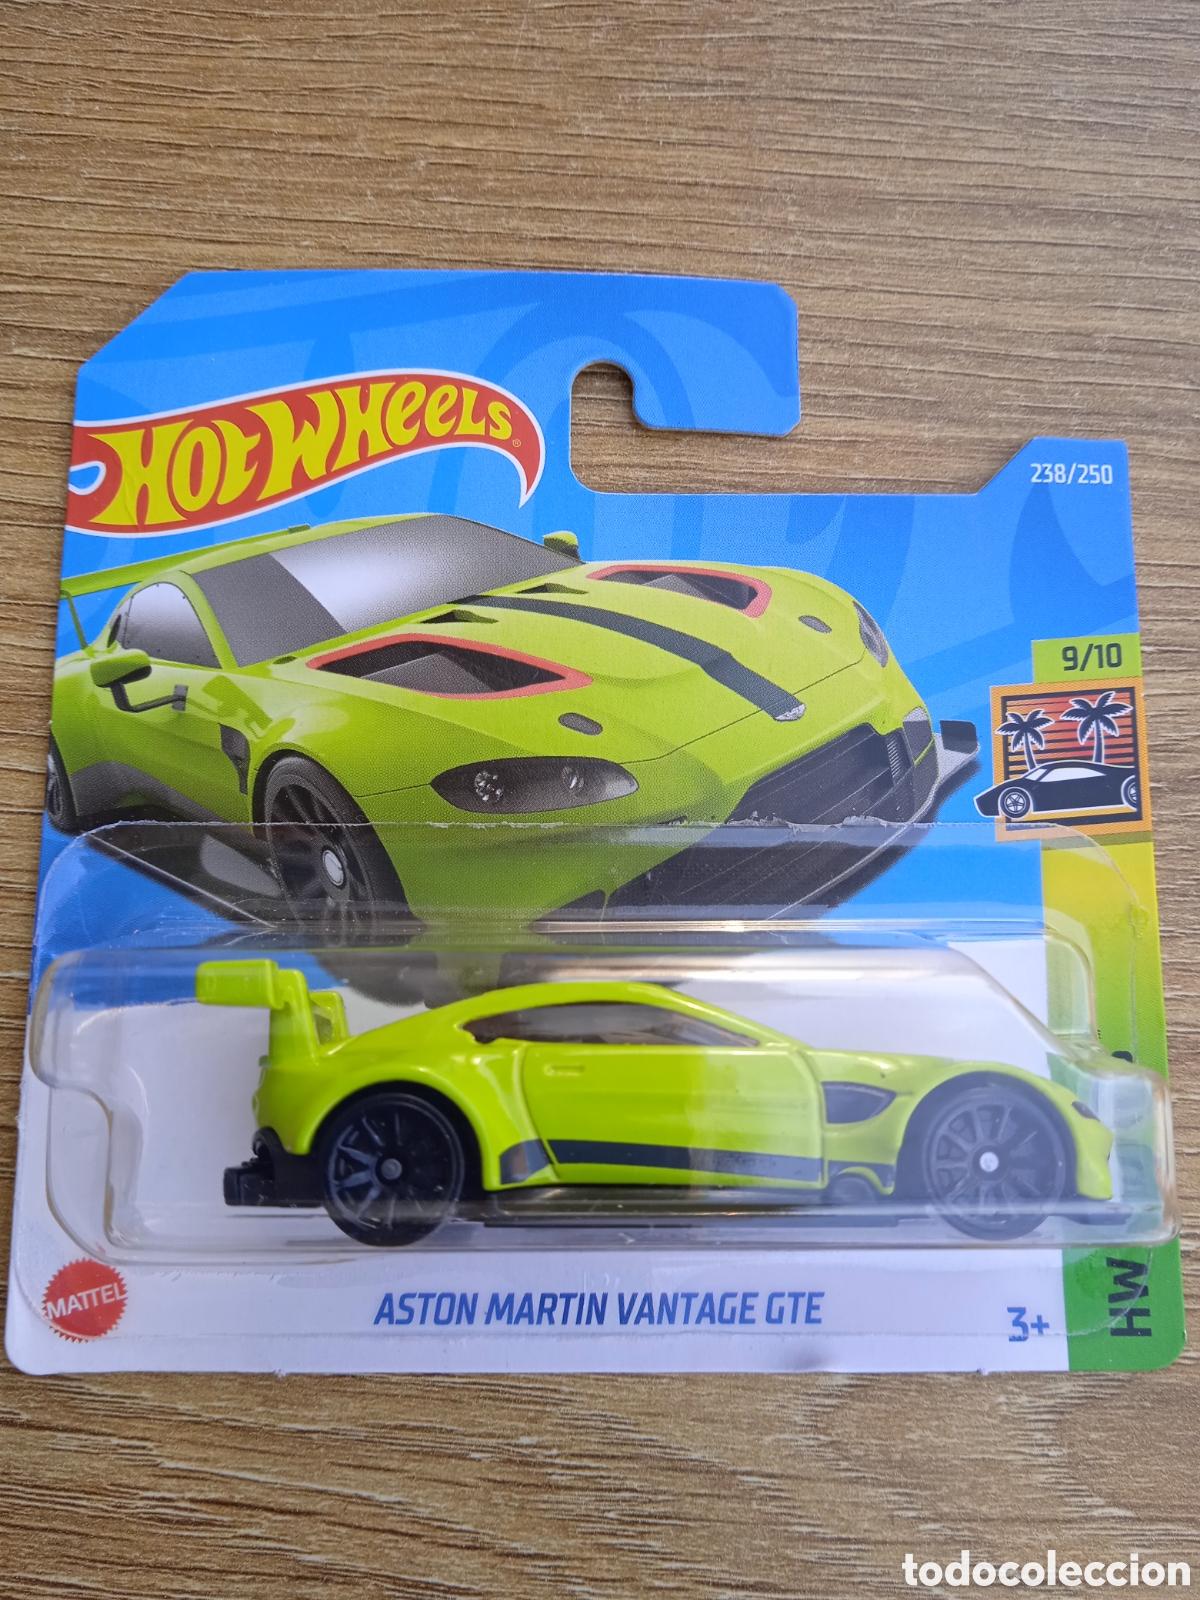 HOT WHEELS®
238/250
9/10
MATTEL
ASTON MARTIN VANTAGE GTE
3+
HW
todocoleccion